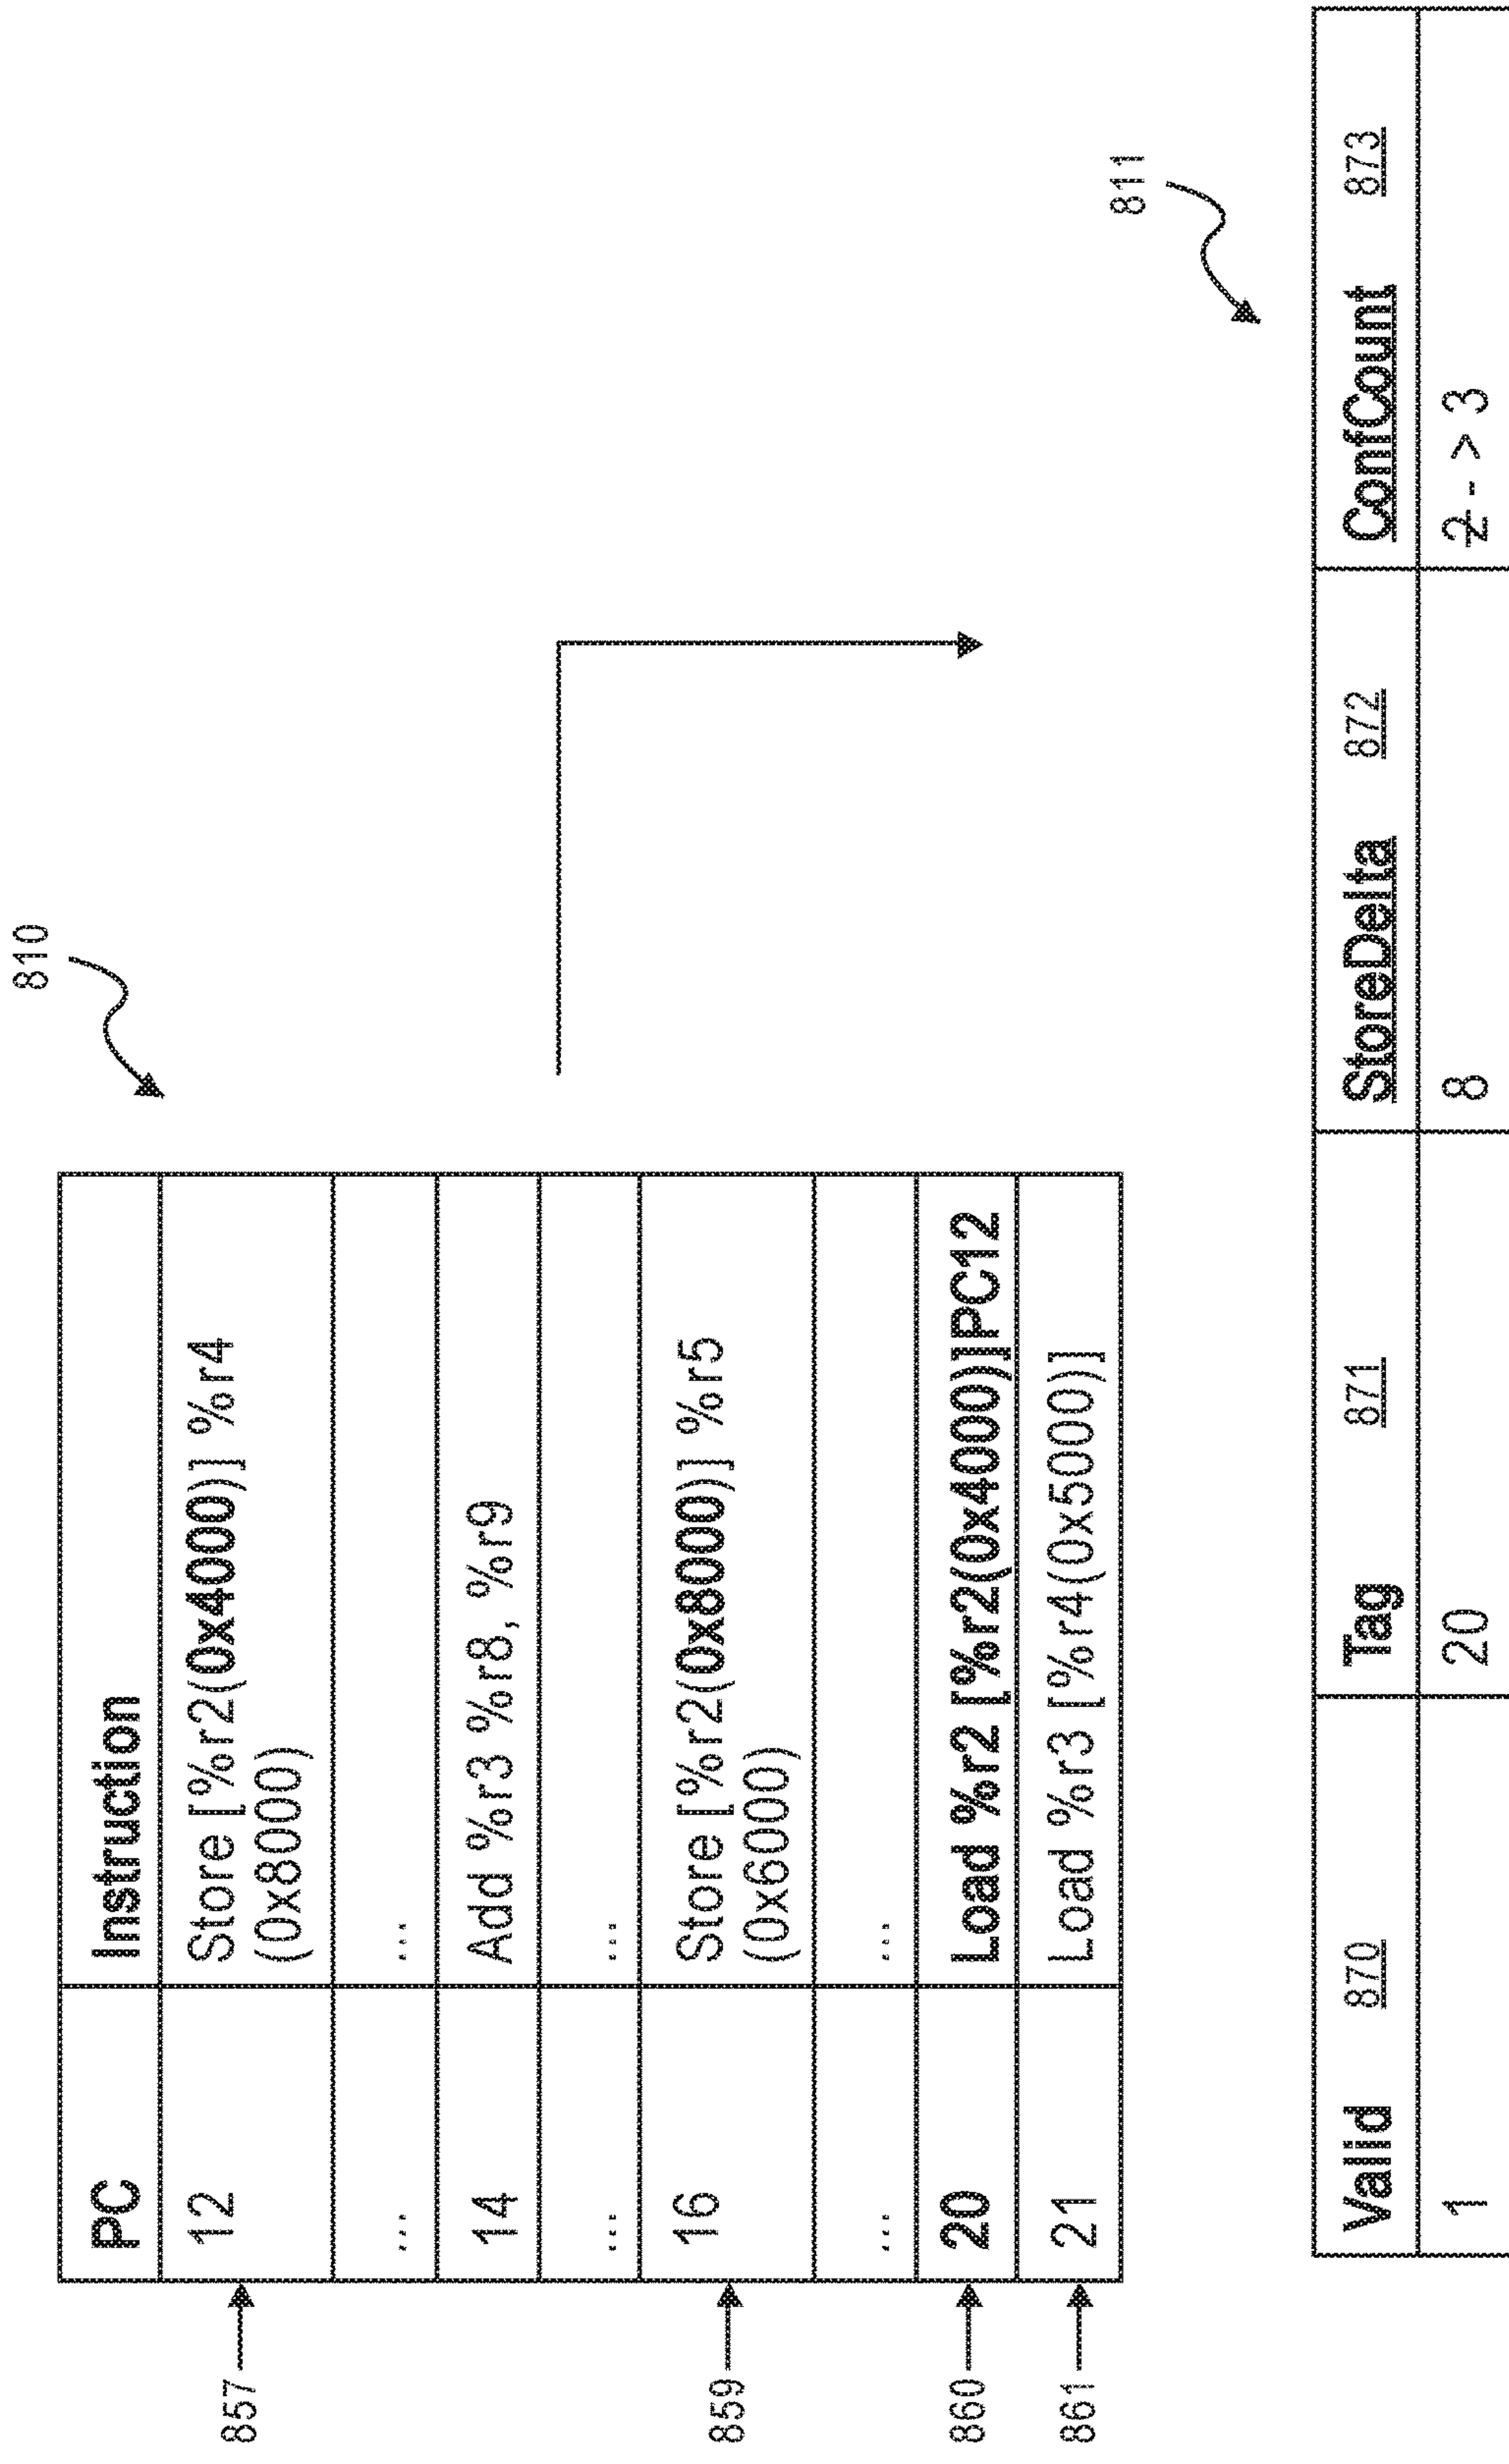 810
PC Instruction
857 12 Store [%r2(0x4000)] %r4
(0x8000)
... ...
14 Add %r3 %r8, %r9
... ...
859 16 Store [%r2(0x8000)] %r5
(0x6000)
... ...
860 20 Load %r2 [%r2(0x4000)]PC12
861 21 Load %r3 [%r4(0x5000)]
811
Valid 870 Tag 871 StoreDelta 872 ConfCount 873
1 20 8 2 - > 3